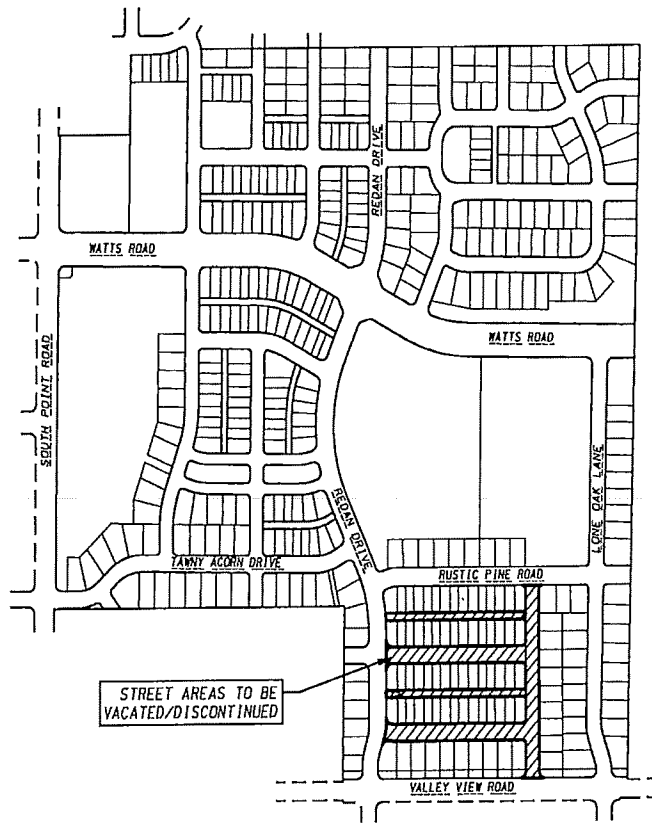 REDAN DRIVE
WATTS ROAD
WATTS ROAD
SOUTH POINT ROAD
LONE OAK LANE
REDAN DRIVE
TAWNY ACORN DRIVE
RUSTIC PINE ROAD
STREET AREAS TO BE
VACATED/DISCONTINUED
VALLEY VIEW ROAD